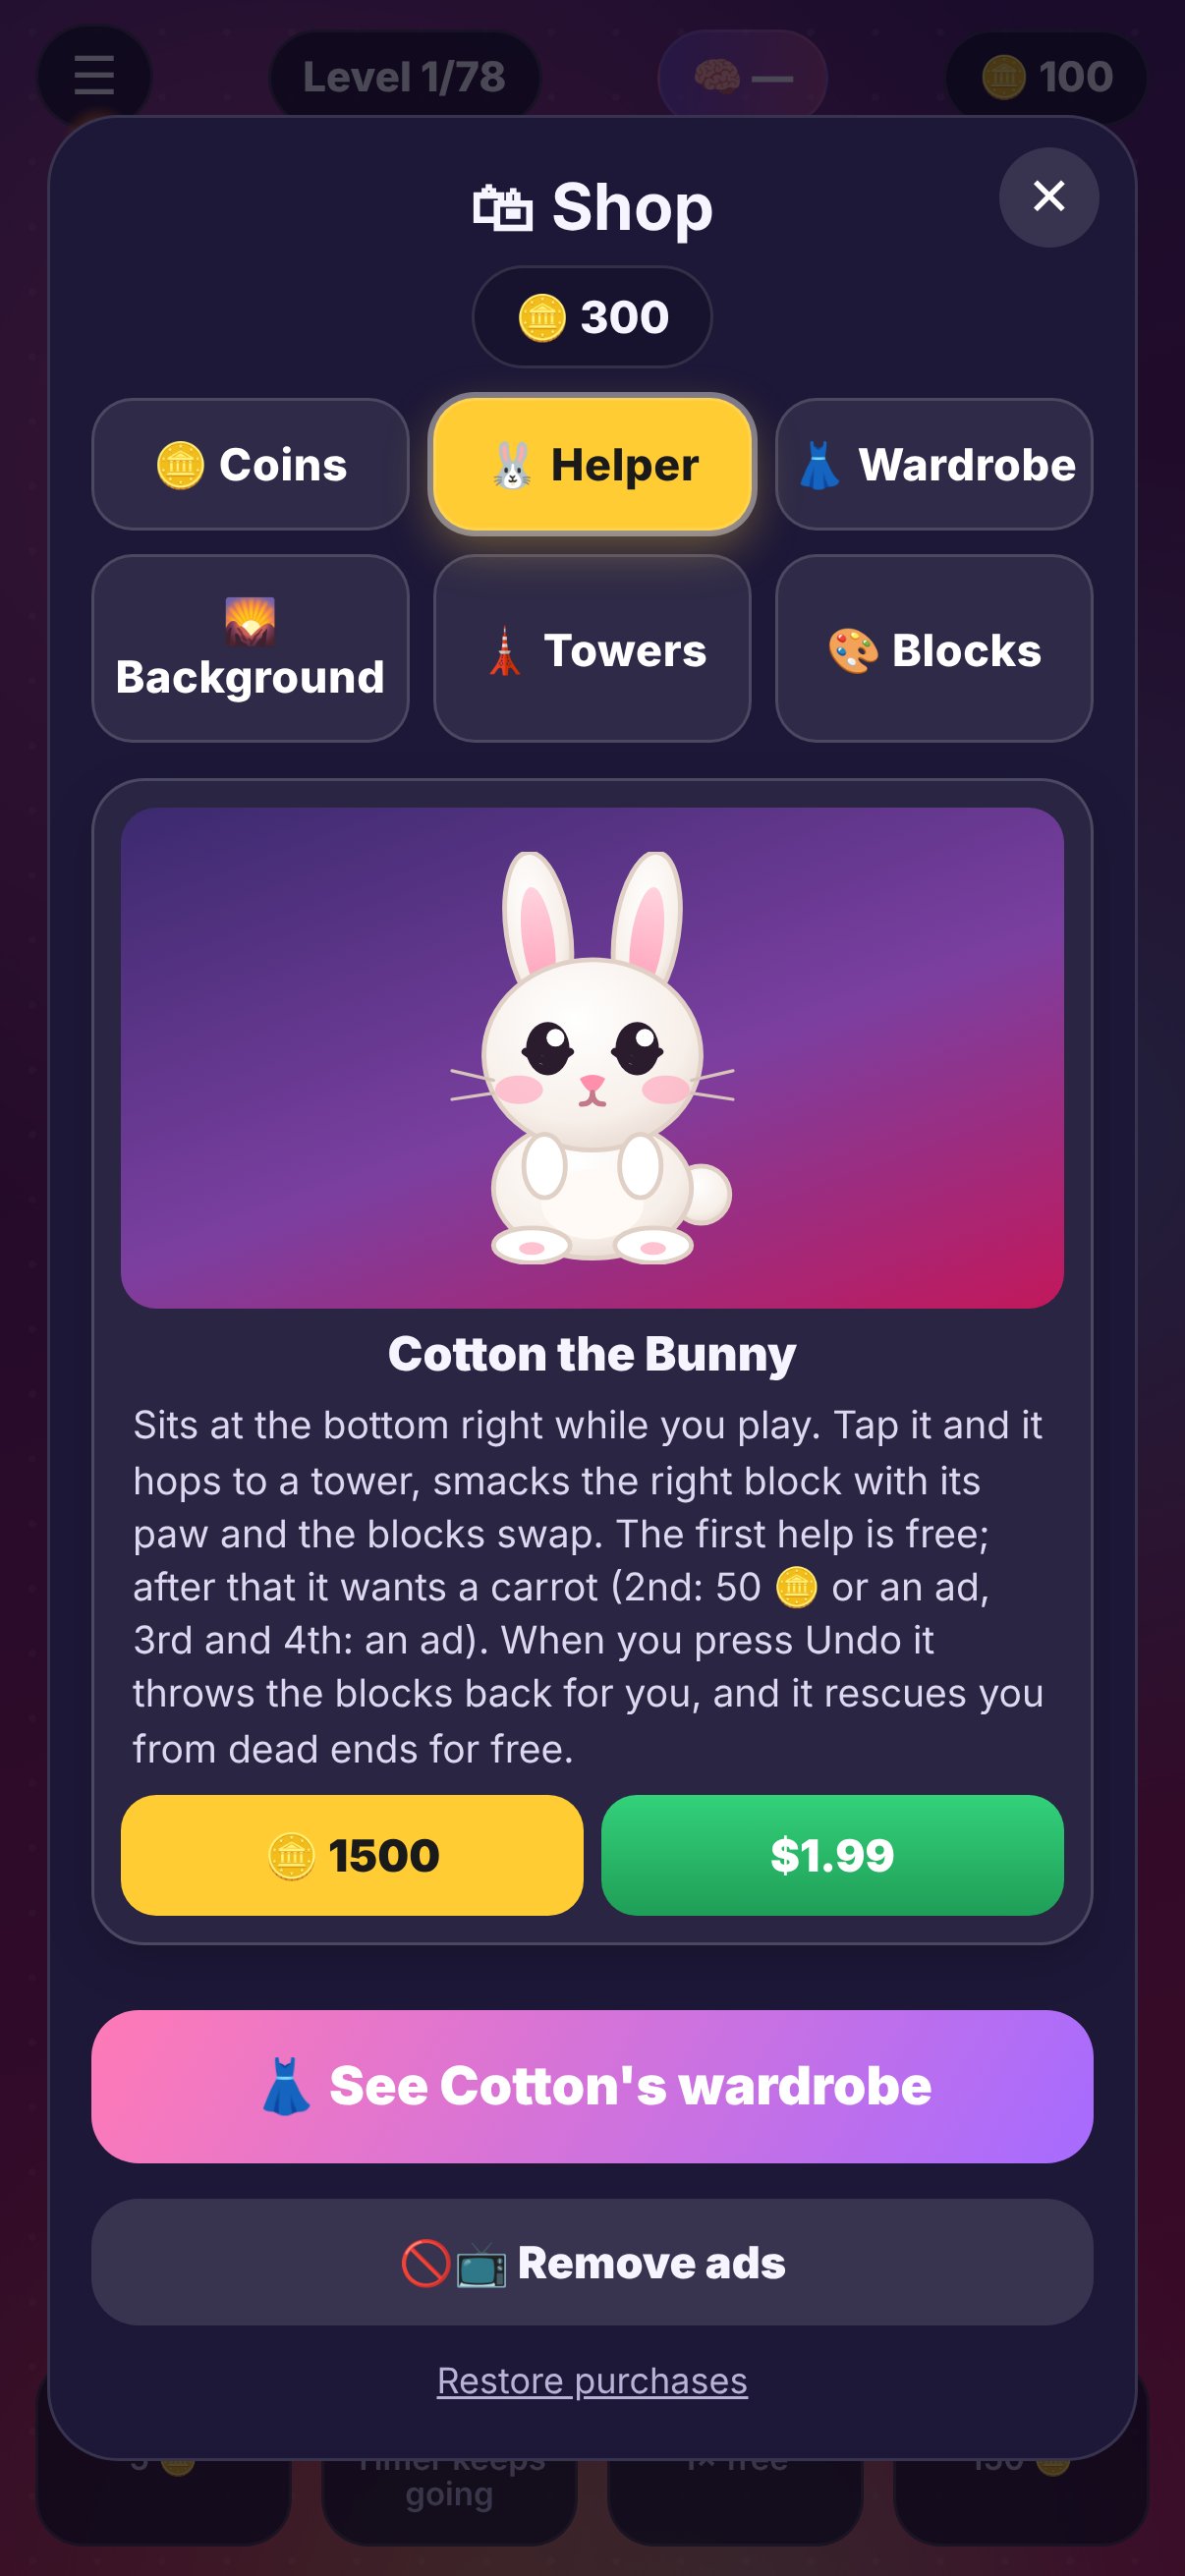 ☰ Level 1/78 🧠 — 🪙 100
🛍 Shop
✕
🪙 300
🪙 Coins
🐰 Helper
👗 Wardrobe
🌄
Background
🗼 Towers
🎨 Blocks
Cotton the Bunny
Sits at the bottom right while you play. Tap it and it
hops to a tower, smacks the right block with its
paw and the blocks swap. The first help is free;
after that it wants a carrot (2nd: 50 🪙 or an ad,
3rd and 4th: an ad). When you press Undo it
throws the blocks back for you, and it rescues you
from dead ends for free.
🪙 1500
$1.99
👗 See Cotton's wardrobe
🚫📺 Remove ads
Restore purchases
Timer keeps
going